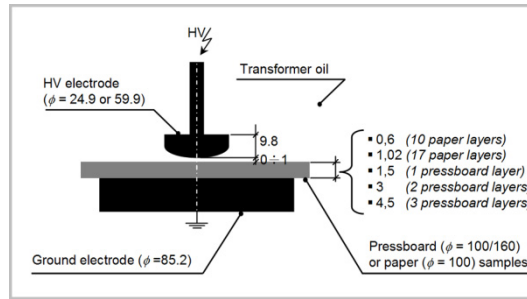 HV
Transformer oil
HV electrode
(ϕ = 24.9 or 59.9)
9.8
0÷1
▪ 0,6 (10 paper layers)
▪ 1,02 (17 paper layers)
▪ 1,5 (1 pressboard layer)
▪ 3 (2 pressboard layers)
▪ 4,5 (3 pressboard layers)
Ground electrode (ϕ =85.2)
Pressboard (ϕ = 100/160)
or paper (ϕ = 100) samples